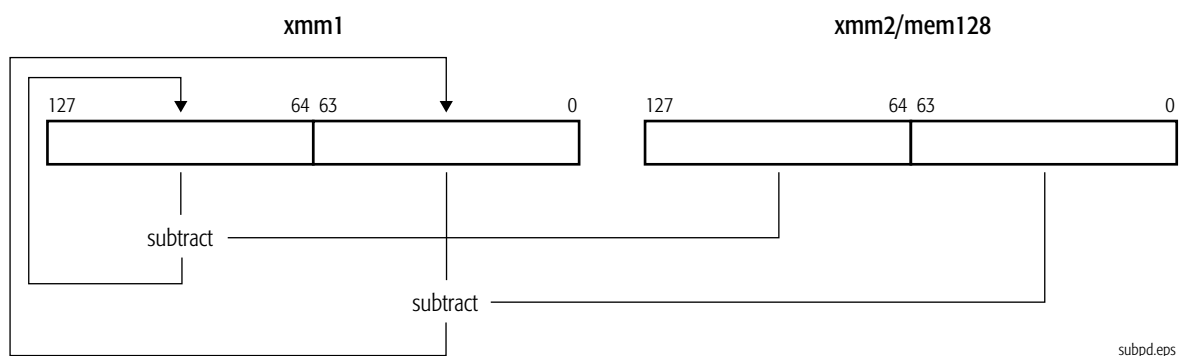 xmm1 xmm2/mem128
127 64 63 0 127 64 63 0
subtract
subtract
subpd.eps